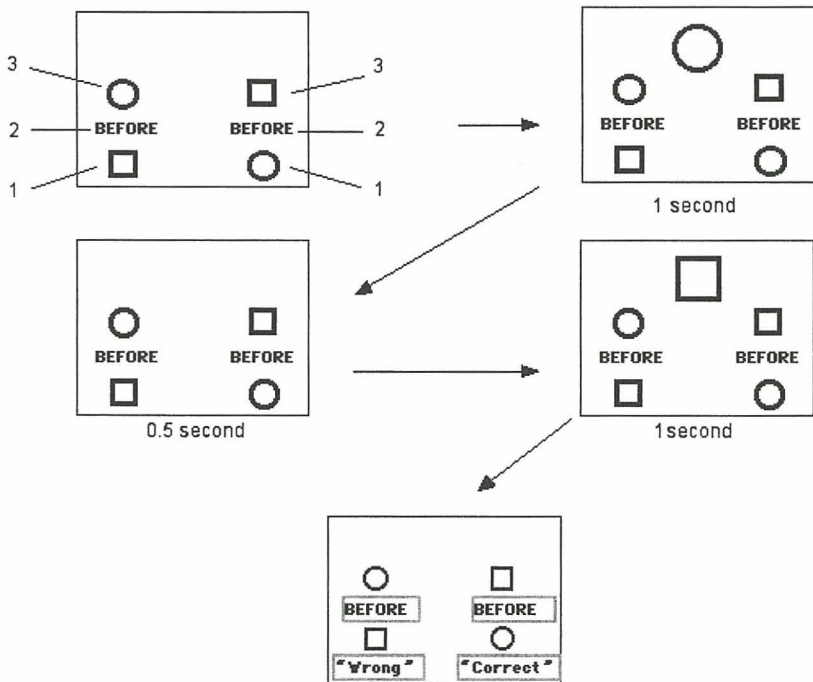 3
3
2
BEFORE
BEFORE
2
1
1
BEFORE
BEFORE
1 second
BEFORE
BEFORE
0.5 second
BEFORE
BEFORE
1second
BEFORE
BEFORE
"Wrong"
"Correct"